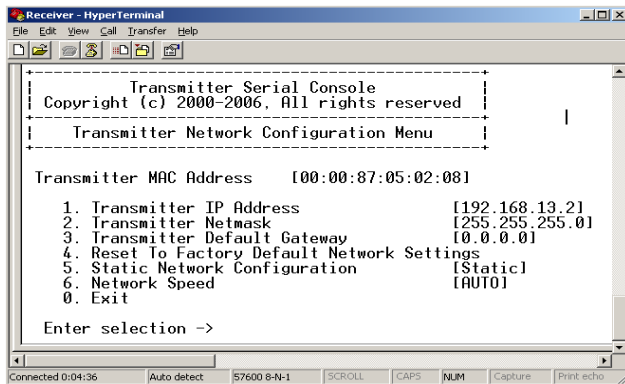 Receiver - HyperTerminal
File Edit View Call Transfer Help
Transmitter Serial Console
Copyright (c) 2000-2006, All rights reserved
Transmitter Network Configuration Menu
Transmitter MAC Address [00:00:87:05:02:08]
1. Transmitter IP Address [192.168.13.2]
2. Transmitter Netmask [255.255.255.0]
3. Transmitter Default Gateway [0.0.0.0]
4. Reset To Factory Default Network Settings
5. Static Network Configuration [Static]
6. Network Speed [AUTO]
0. Exit
Enter selection ->
Connected 0:04:36 Auto detect 57600 8-N-1 SCROLL CAPS NUM Capture Print echo